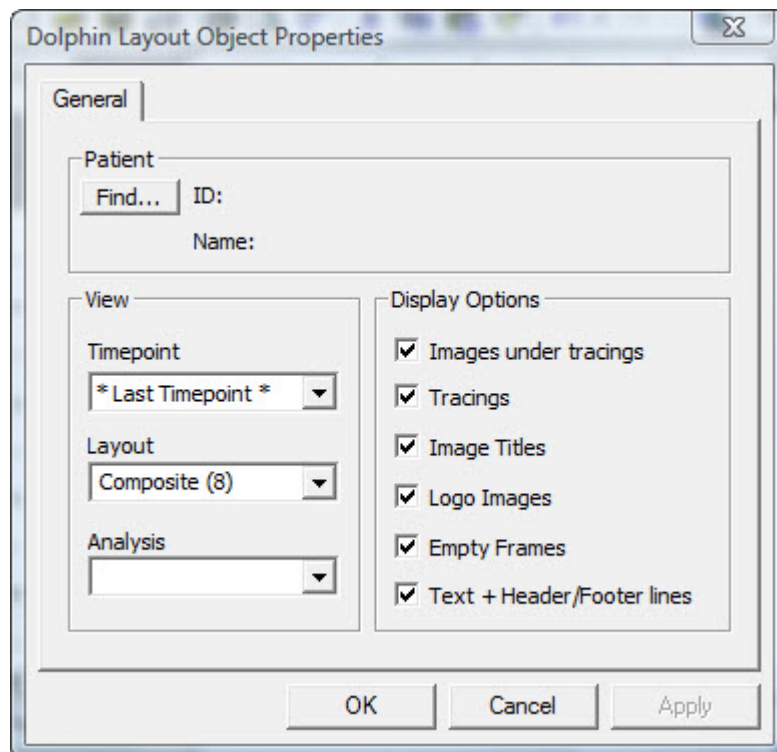 Dolphin Layout Object Properties
General
Patient
Find... ID:
Name:
View
Timepoint
* Last Timepoint *
Layout
Composite (8)
Analysis
Display Options
Images under tracings
Tracings
Image Titles
Logo Images
Empty Frames
Text + Header/Footer lines
OK Cancel Apply